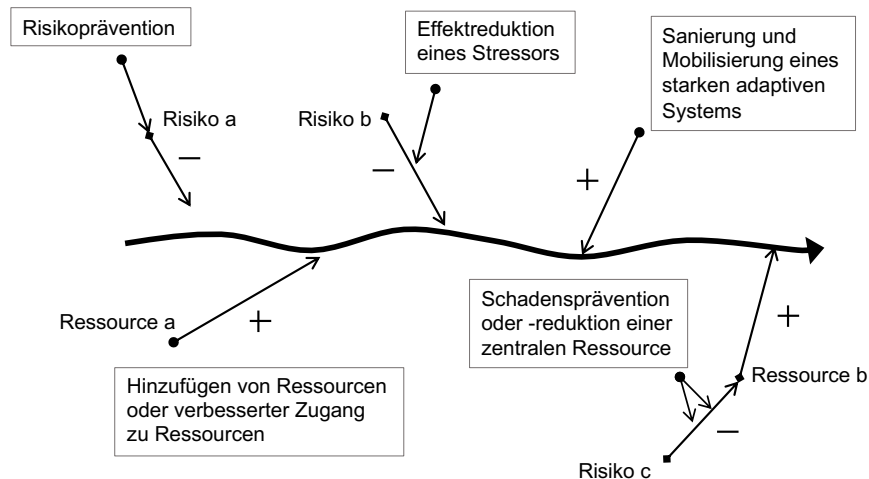 Risikoprävention
Effektreduktion
eines Stressors
Sanierung und
Mobilisierung eines
starken adaptiven
Systems
Risiko a
–
Risiko b
–
+
Ressource a
+
Hinzufügen von Ressourcen
oder verbesserter Zugang
zu Ressourcen
Schadensprävention
oder -reduktion einer
zentralen Ressource
+
Ressource b
–
Risiko c